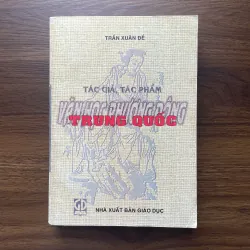 TRẦN XUÂN ĐỀ
TÁC GIẢ, TÁC PHẨM
VĂN HỌC PHƯƠNG ĐÔNG
TRUNG QUỐC
NHÀ XUẤT BẢN GIÁO DỤC